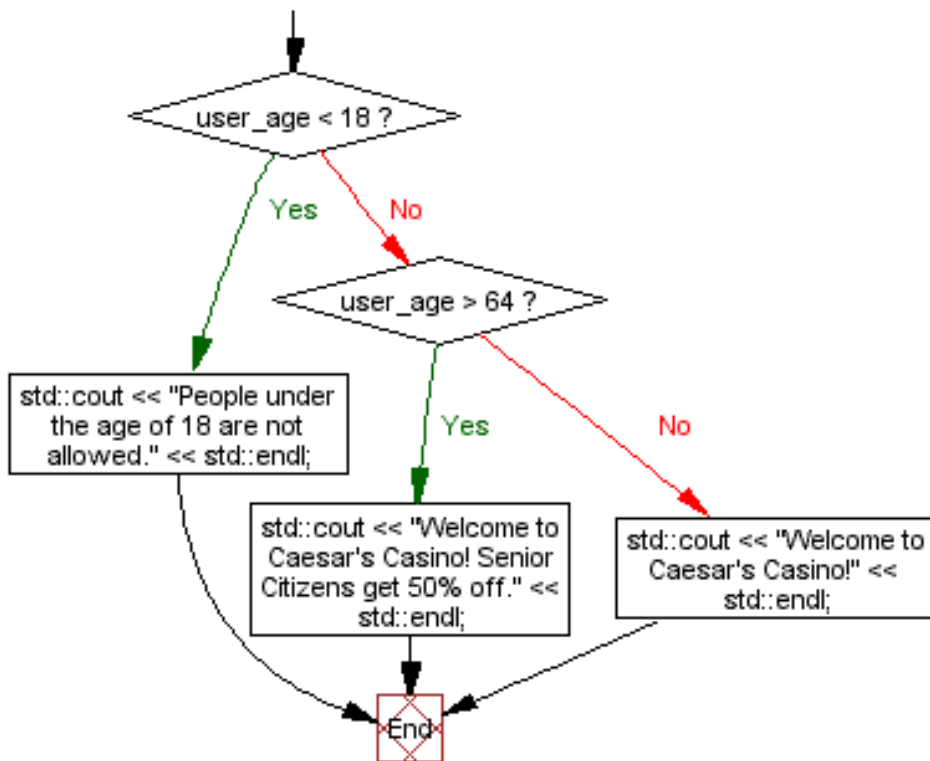 user_age < 18 ?
Yes
No
user_age > 64 ?
std::cout << "People under
the age of 18 are not
allowed." << std::endl;
Yes
No
std::cout << "Welcome to
Caesar's Casino! Senior
Citizens get 50% off." <<
std::endl;
std::cout << "Welcome to
Caesar's Casino!" <<
std::endl;
End